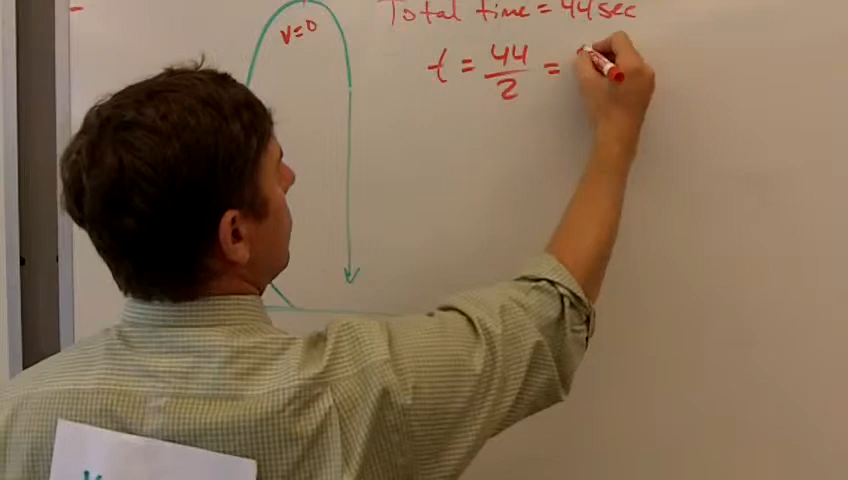 Total time = 44 sec
v=0
t = 44/2 =